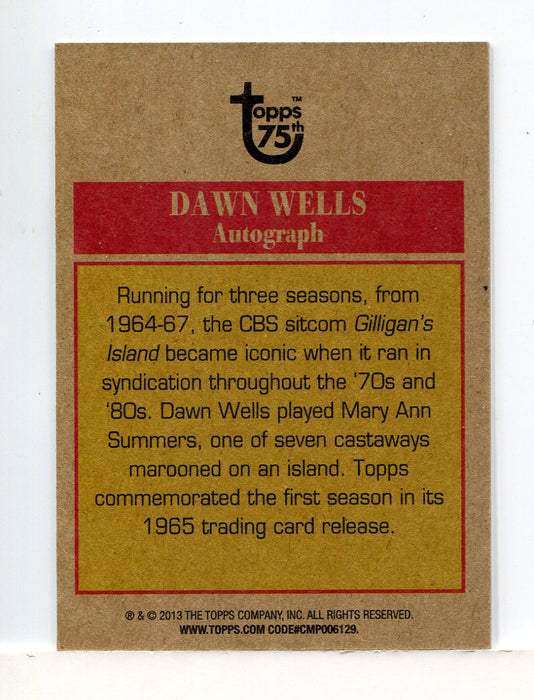 topps™
75th
DAWN WELLS
Autograph
Running for three seasons, from
1964-67, the CBS sitcom Gilligan's
Island became iconic when it ran in
syndication throughout the '70s and
'80s. Dawn Wells played Mary Ann
Summers, one of seven castaways
marooned on an island. Topps
commemorated the first season in its
1965 trading card release.
® & © 2013 THE TOPPS COMPANY, INC. ALL RIGHTS RESERVED.
WWW.TOPPS.COM CODE#CMP006129.